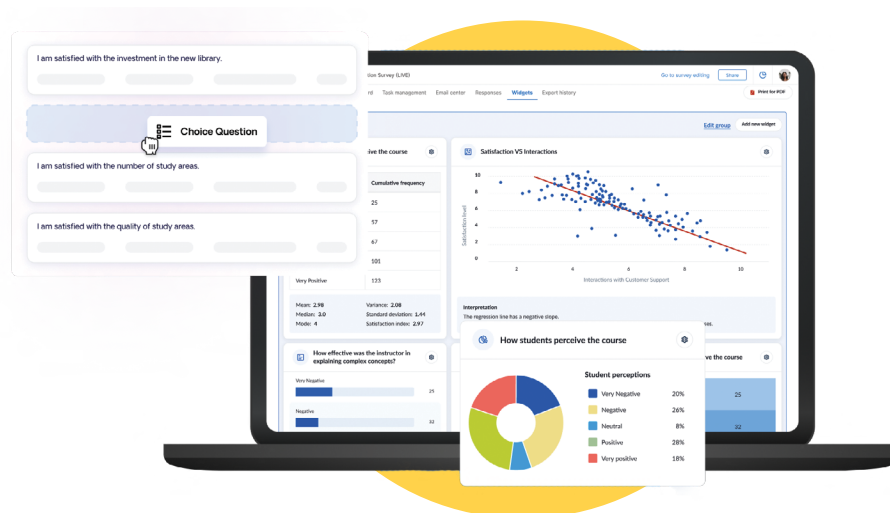 I am satisfied with the investment in the new library.
Choice Question
I am satisfied with the number of study areas.
I am satisfied with the quality of study areas.
tion Survey (LIVE)
Go to survey editing
Share
Task management
Email center
Responses
Widgets
Export history
Print for PDF
Edit group
Add new widget
the course
Cumulative frequency
25
57
67
101
Very Positive
123
Mean: 2.98
Variance: 2.08
Median: 3.0
Standard deviation: 1.44
Mode: 4
Satisfaction index: 2.97
Satisfaction VS Interactions
Satisfaction level
10
8
6
4
2
0
2
4
6
8
10
Interactions with Customer Support
Interpretation
The regression line has a negative slope.
How effective was the instructor in
explaining complex concepts?
Very Negative
25
Negative
32
How students perceive the course
Student perceptions
Very Negative 20%
Negative 26%
Neutral 8%
Positive 28%
Very positive 18%
ve the course
25
32